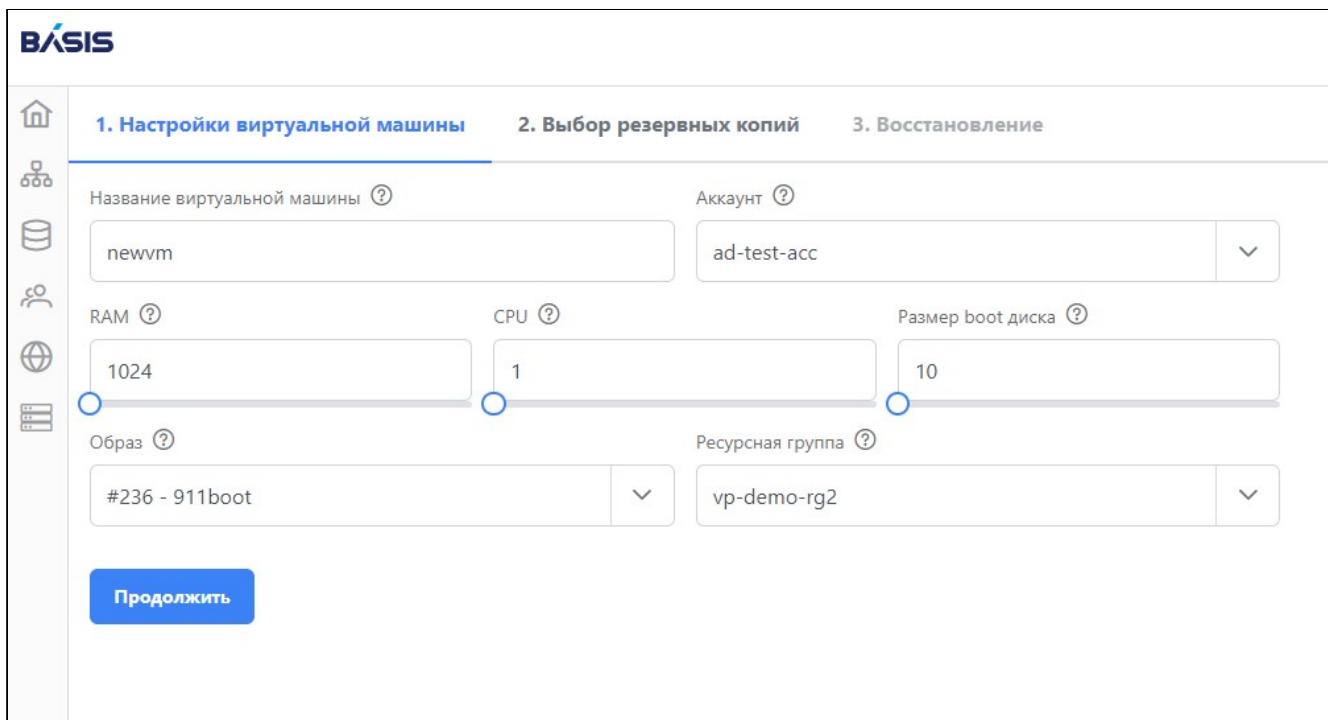 BASIS
1. Настройки виртуальной машины 2. Выбор резервных копий 3. Восстановление
Название виртуальной машины ? Аккаунт ?
newvm ad-test-acc
RAM ? CPU ? Размер boot диска ?
1024 1 10
Образ ? Ресурсная группа ?
#236 - 911boot vp-demo-rg2
Продолжить